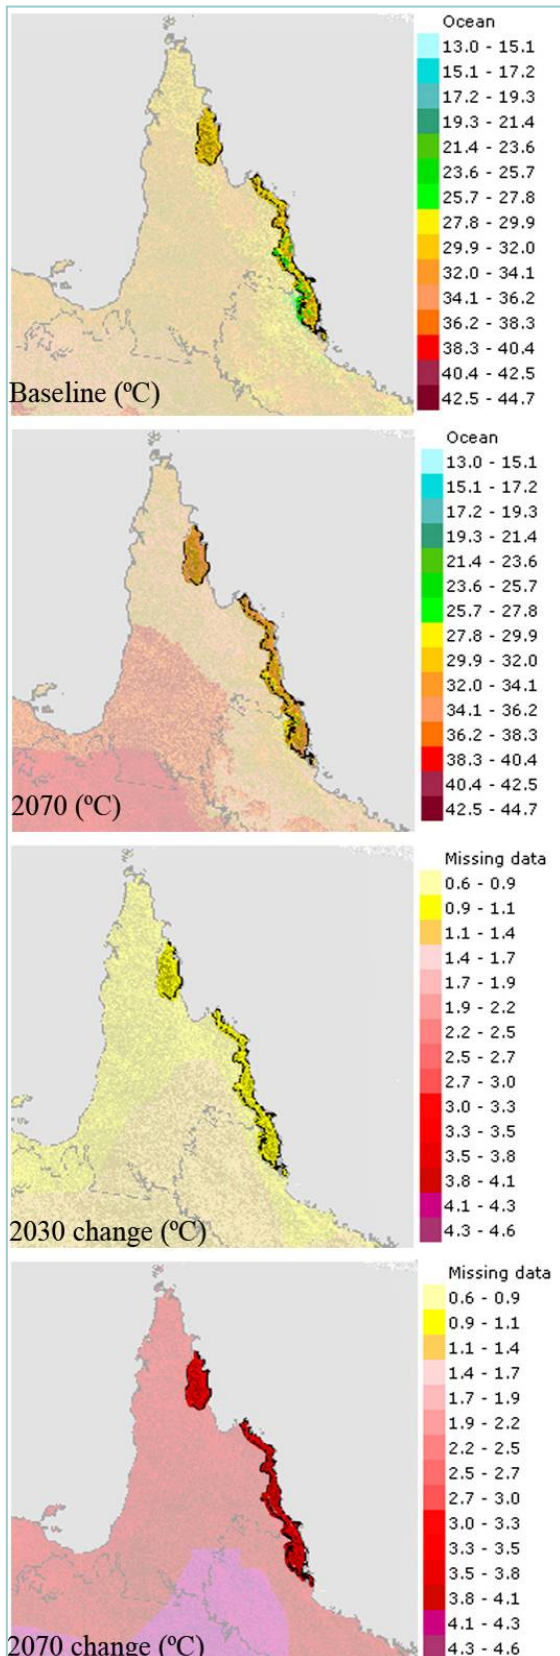 Ocean
13.0 - 15.1
15.1 - 17.2
17.2 - 19.3
19.3 - 21.4
21.4 - 23.6
23.6 - 25.7
25.7 - 27.8
27.8 - 29.9
29.9 - 32.0
32.0 - 34.1
34.1 - 36.2
36.2 - 38.3
38.3 - 40.4
40.4 - 42.5
42.5 - 44.7
Baseline (ºC)
Ocean
13.0 - 15.1
15.1 - 17.2
17.2 - 19.3
19.3 - 21.4
21.4 - 23.6
23.6 - 25.7
25.7 - 27.8
27.8 - 29.9
29.9 - 32.0
32.0 - 34.1
34.1 - 36.2
36.2 - 38.3
38.3 - 40.4
40.4 - 42.5
42.5 - 44.7
2070 (ºC)
Missing data
0.6 - 0.9
0.9 - 1.1
1.1 - 1.4
1.4 - 1.7
1.7 - 1.9
1.9 - 2.2
2.2 - 2.5
2.5 - 2.7
2.7 - 3.0
3.0 - 3.3
3.3 - 3.5
3.5 - 3.8
3.8 - 4.1
4.1 - 4.3
4.3 - 4.6
2030 change (ºC)
Missing data
0.6 - 0.9
0.9 - 1.1
1.1 - 1.4
1.4 - 1.7
1.7 - 1.9
1.9 - 2.2
2.2 - 2.5
2.5 - 2.7
2.7 - 3.0
3.0 - 3.3
3.3 - 3.5
3.5 - 3.8
3.8 - 4.1
4.1 - 4.3
4.3 - 4.6
2070 change (ºC)